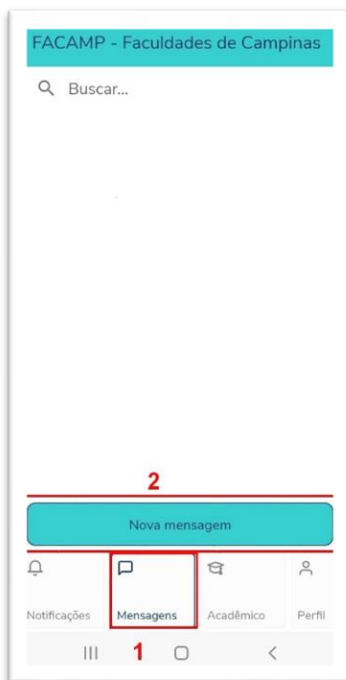 FACAMP - Faculdades de Campinas
Buscar...
2
Nova mensagem
Notificações Mensagens Acadêmico Perfil
1